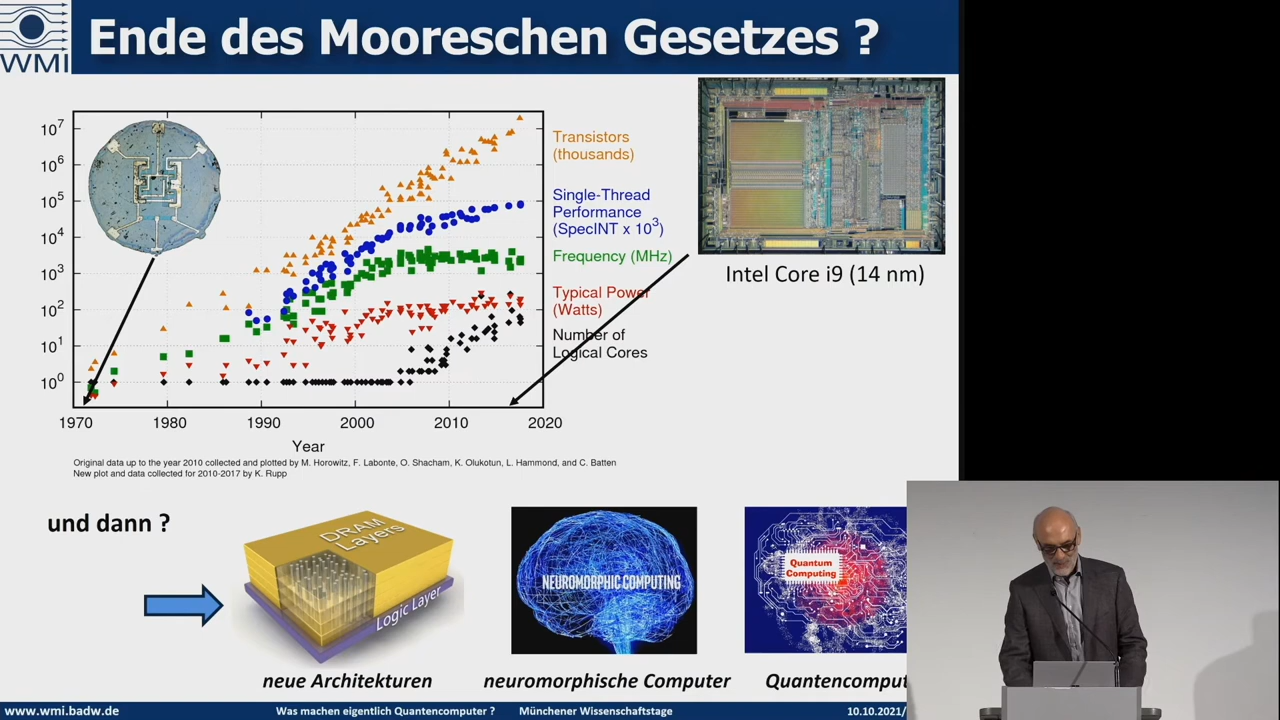 WMI
Ende des Mooreschen Gesetzes ?
10^7
10^6
10^5
10^4
10^3
10^2
10^1
10^0
1970
1980
1990
2000
2010
2020
Year
Transistors
(thousands)
Single-Thread
Performance
(SpecINT x 10^3)
Frequency (MHz)
Typical Power
(Watts)
Number of
Logical Cores
Intel Core i9 (14 nm)
Original data up to the year 2010 collected and plotted by M. Horowitz, F. Labonte, O. Shacham, K. Olukotun, L. Hammond, and C. Batten
New plot and data collected for 2010-2017 by K. Rupp
und dann ?
DRAM
Layers
Logic Layer
NEUROMORPHIC COMPUTING
Quantum
Computing
neue Architekturen
neuromorphische Computer
Quantencomput
www.wmi.badw.de
Was machen eigentlich Quantencomputer ?
Münchener Wissenschaftstage
10.10.2021/